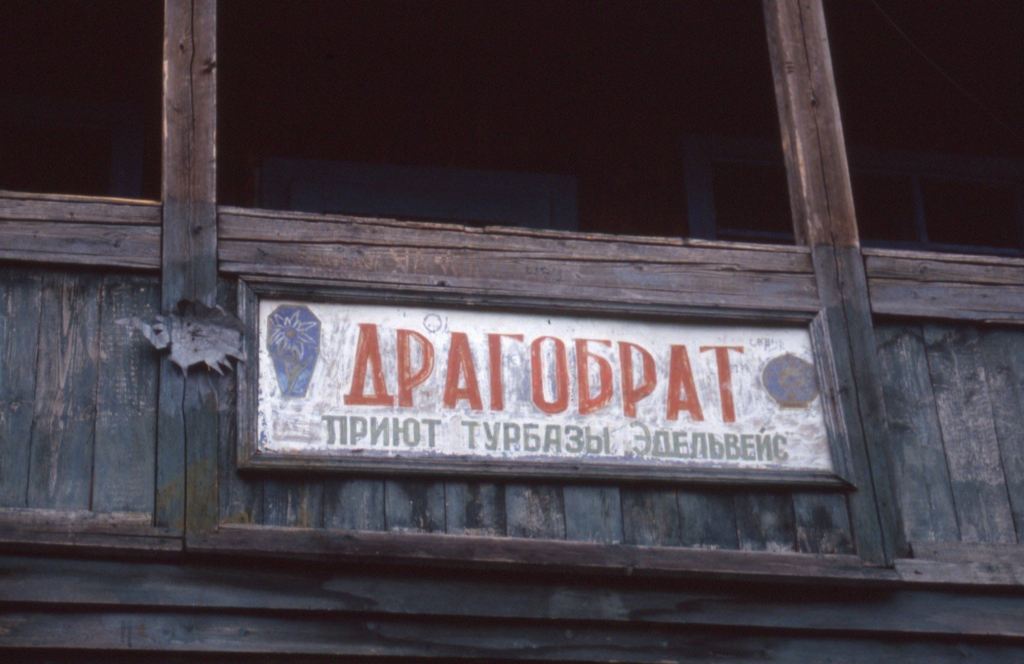 ДРАГОБРАТ
ПРИЮТ ТУРБАЗЫ „ЭДЕЛЬВЕЙС"